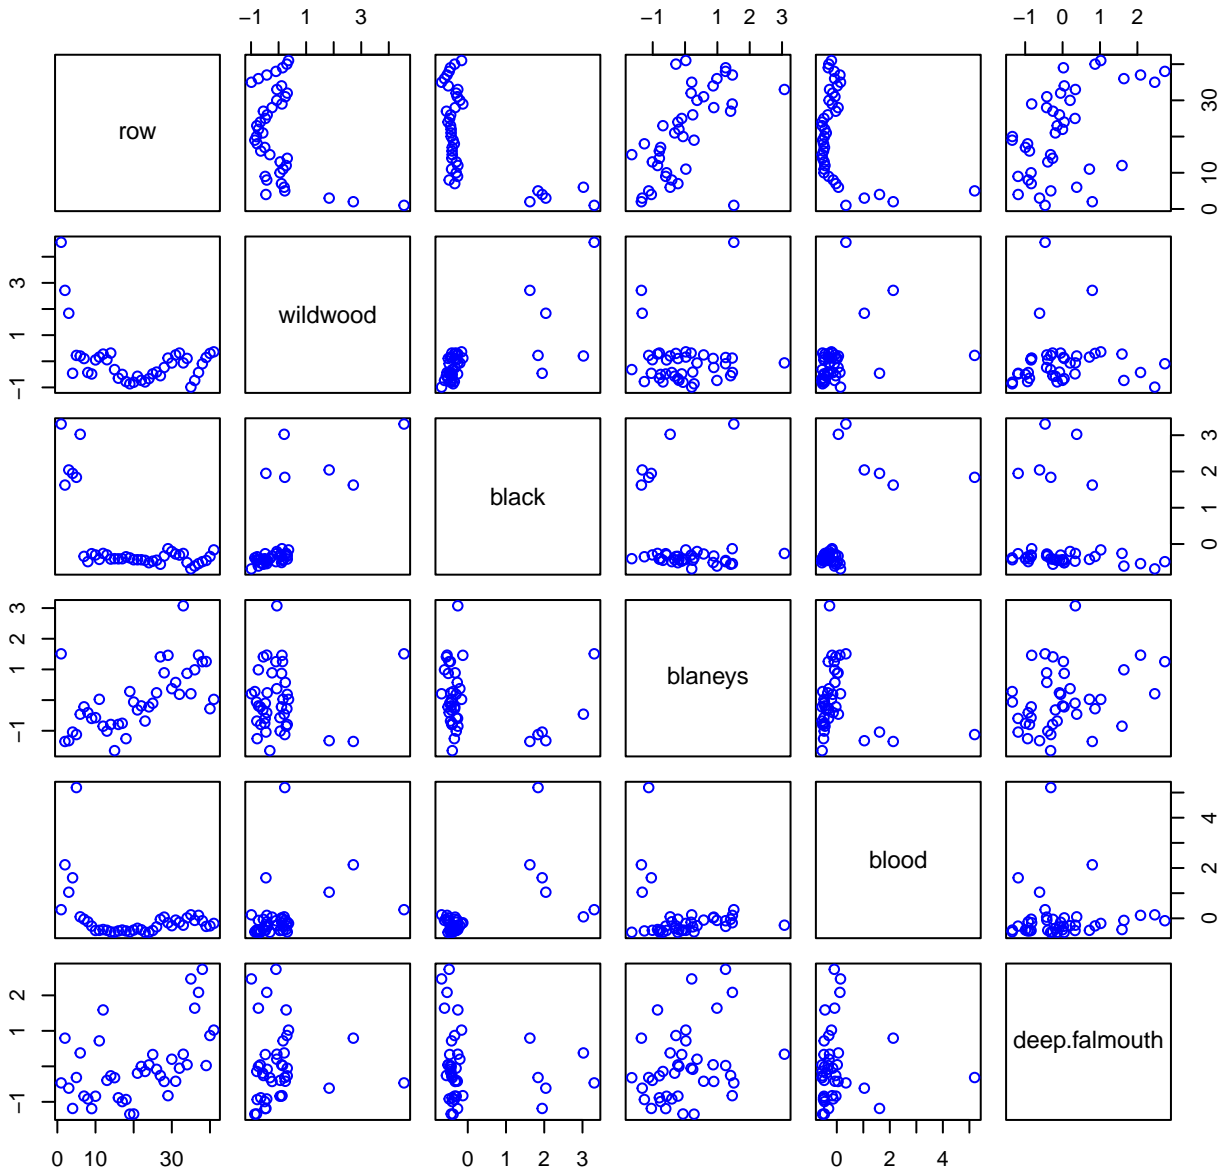 −1 1 3
−1 1 2 3
−1 0 1 2
row
0 10 30
1 3
wildwood
−1 1 3
black
0 1 2 3
−1 1 2 3
blaneys
blood
0 2 4
−1 1 2
deep.falmouth
0 10 30
0 1 2 3
0 4